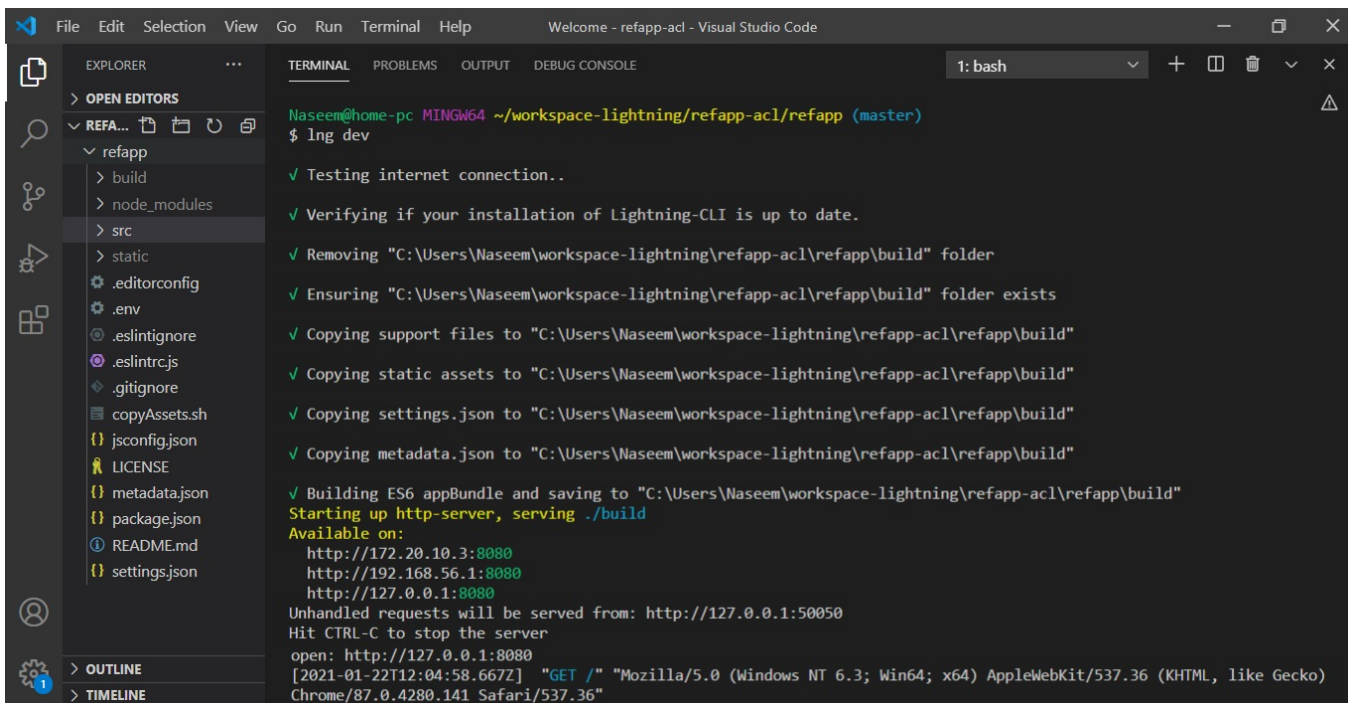 File Edit Selection View Go Run Terminal Help Welcome - refapp-acl - Visual Studio Code
EXPLORER ...
OPEN EDITORS
REFA...
refapp
build
node_modules
src
static
.editorconfig
.env
.eslintignore
.eslintrc.js
.gitignore
copyAssets.sh
jsconfig.json
LICENSE
metadata.json
package.json
README.md
settings.json
OUTLINE
TIMELINE
1
TERMINAL PROBLEMS OUTPUT DEBUG CONSOLE 1: bash
Naseem@home-pc MINGW64 ~/workspace-lightning/refapp-acl/refapp (master)
$ lng dev
√ Testing internet connection..
√ Verifying if your installation of Lightning-CLI is up to date.
√ Removing "C:\Users\Naseem\workspace-lightning\refapp-acl\refapp\build" folder
√ Ensuring "C:\Users\Naseem\workspace-lightning\refapp-acl\refapp\build" folder exists
√ Copying support files to "C:\Users\Naseem\workspace-lightning\refapp-acl\refapp\build"
√ Copying static assets to "C:\Users\Naseem\workspace-lightning\refapp-acl\refapp\build"
√ Copying settings.json to "C:\Users\Naseem\workspace-lightning\refapp-acl\refapp\build"
√ Copying metadata.json to "C:\Users\Naseem\workspace-lightning\refapp-acl\refapp\build"
√ Building ES6 appBundle and saving to "C:\Users\Naseem\workspace-lightning\refapp-acl\refapp\build"
Starting up http-server, serving ./build
Available on:
http://172.20.10.3:8080
http://192.168.56.1:8080
http://127.0.0.1:8080
Unhandled requests will be served from: http://127.0.0.1:50050
Hit CTRL-C to stop the server
open: http://127.0.0.1:8080
[2021-01-22T12:04:58.667Z] "GET /" "Mozilla/5.0 (Windows NT 6.3; Win64; x64) AppleWebKit/537.36 (KHTML, like Gecko)
Chrome/87.0.4280.141 Safari/537.36"